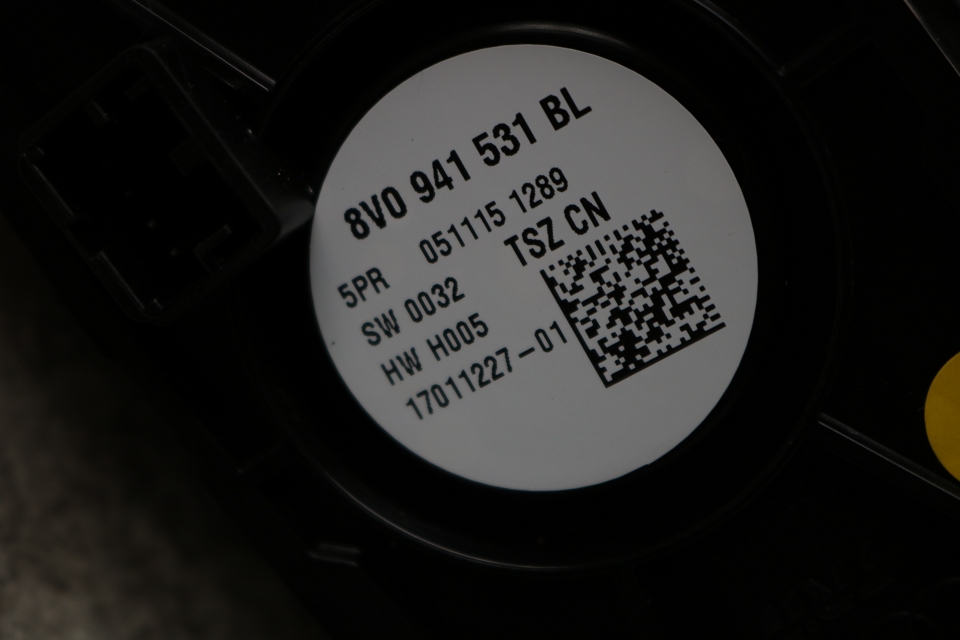 8V0 941 531 BL
051115 1289
5PR TSZ CN
SW 0032
HW H005
17011227-01